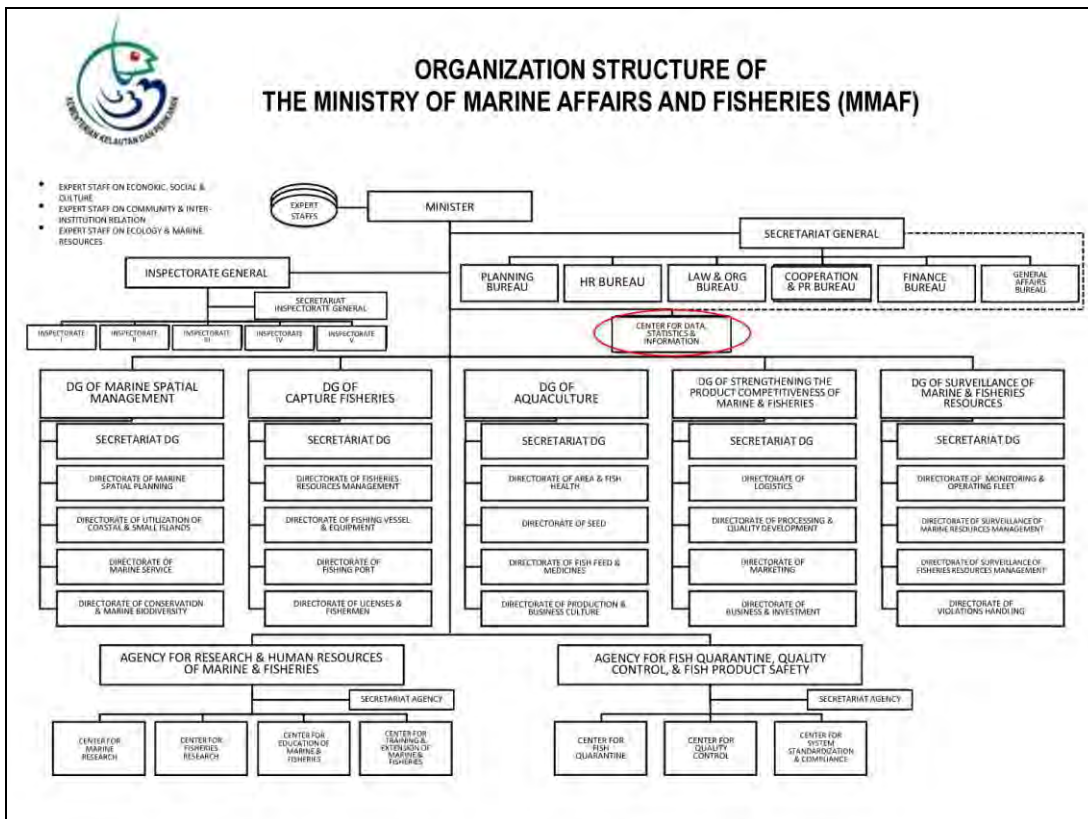 ORGANIZATION STRUCTURE OF
THE MINISTRY OF MARINE AFFAIRS AND FISHERIES (MMAF)
KEMENTERIAN KELAUTAN DAN PERIKANAN
• EXPERT STAFF ON ECONOKIC, SOCIAL &
CULTURE
• EXPERT STAFF ON COMMUNITY & INTER-
INSTITUTION RELATION
• EXPERT STAFF ON ECOLOGY & MARINE
RESOURCES
EXPERT
STAFFS
MINISTER
SECRETARIAT GENERAL
INSPECTORATE GENERAL
PLANNING
BUREAU
HR BUREAU
LAW & ORG
BUREAU
COOPERATION
& PR BUREAU
FINANCE
BUREAU
GENERAL
AFFAIRS
BUREAU
SECRETARIAT
INSPECTORATE GENERAL
INSPECTORATE
I
INSPECTORATE
II
INSPECTORATE
III
INSPECTORATE
IV
INSPECTORATE
V
CENTER FOR DATA,
STATISTICS &
INFORMATION
DG OF MARINE SPATIAL
MANAGEMENT
SECRETARIAT DG
DIRECTORATE OF MARINE
SPATIAL PLANNING
DIRECTORATE OF UTILIZATION OF
COASTAL & SMALL ISLANDS
DIRECTORATE OF
MARINE SERVICE
DIRECTORATE OF CONSERVATION
& MARINE BIODIVERSITY
DG OF
CAPTURE FISHERIES
SECRETARIAT DG
DIRECTORATE OF FISHERIES
RESOURCES MANAGEMENT
DIRECTORATE OF FISHING VESSEL
& EQUIPMENT
DIRECTORATE OF
FISHING PORT
DIRECTORATE OF LICENSES &
FISHERMEN
DG OF
AQUACULTURE
SECRETARIAT DG
DIRECTORATE OF AREA & FISH
HEALTH
DIRECTORATE OF SEED
DIRECTORATE OF FISH FEED &
MEDICINES
DIRECTORATE OF PRODUCTION &
BUSINESS CULTURE
DG OF STRENGTHENING THE
PRODUCT COMPETITIVENESS OF
MARINE & FISHERIES
SECRETARIAT DG
DIRECTORATE OF
LOGISTICS
DIRECTORATE OF PROCESSING &
QUALITY DEVELOPMENT
DIRECTORATE OF
MARKETING
DIRECTORATE OF
BUSINESS & INVESTMENT
DG OF SURVEILLANCE OF
MARINE & FISHERIES
RESOURCES
SECRETARIAT DG
DIRECTORATE OF MONITORING &
OPERATING FLEET
DIRECTORATE OF SURVEILLANCE OF
MARINE RESOURCES MANAGEMENT
DIRECTORATE OF SURVEILLANCE OF
FISHERIES RESOURCES MANAGEMENT
DIRECTORATE OF
VIOLATIONS HANDLING
AGENCY FOR RESEARCH & HUMAN RESOURCES
OF MARINE & FISHERIES
SECRETARIAT AGENCY
CENTER FOR
MARINE
RESEARCH
CENTER FOR
FISHERIES
RESEARCH
CENTER FOR
EDUCATION OF
MARINE &
FISHERIES
CENTER FOR
TRAINING &
EXTENSION OF
MARINE &
FISHERIES
AGENCY FOR FISH QUARANTINE, QUALITY
CONTROL, & FISH PRODUCT SAFETY
SECRETARIAT AGENCY
CENTER FOR
FISH
QUARANTINE
CENTER FOR
QUALITY
CONTROL
CENTER FOR
SYSTEM
STANDARDIZATION
& COMPLIANCE